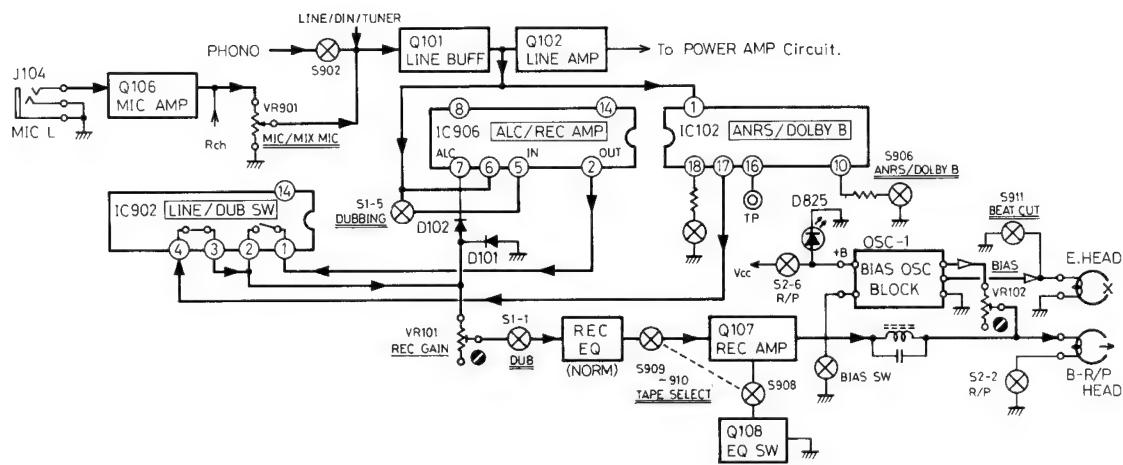 LINE/DIN/TUNER
PHONO
S902
Q101
LINE BUFF
Q102
LINE AMP
To POWER AMP Circuit.
J104
MIC L
Q106
MIC AMP
Rch
VR901
MIC/MIX MIC
8
14
IC906 ALC/REC AMP
ALC
IN
OUT
7
6
5
2
1
IC102 ANRS/DOLBY B
18
17
16
10
TP
S906
ANRS/DOLBY B
S1-5
DUBBING
14
IC902 LINE/DUB SW
4
3
2
1
D102
D101
D825
S911
BEAT CUT
Vcc
S2-6
R/P
+B
OSC-1
BIAS OSC
BLOCK
BIAS
VR102
E.HEAD
VR101
REC GAIN
S1-1
DUB
REC
EQ
(NORM)
S909
~910
TAPE SELECT
Q107
REC AMP
S908
Q108
EQ SW
BIAS SW
S2-2
R/P
B-R/P
HEAD